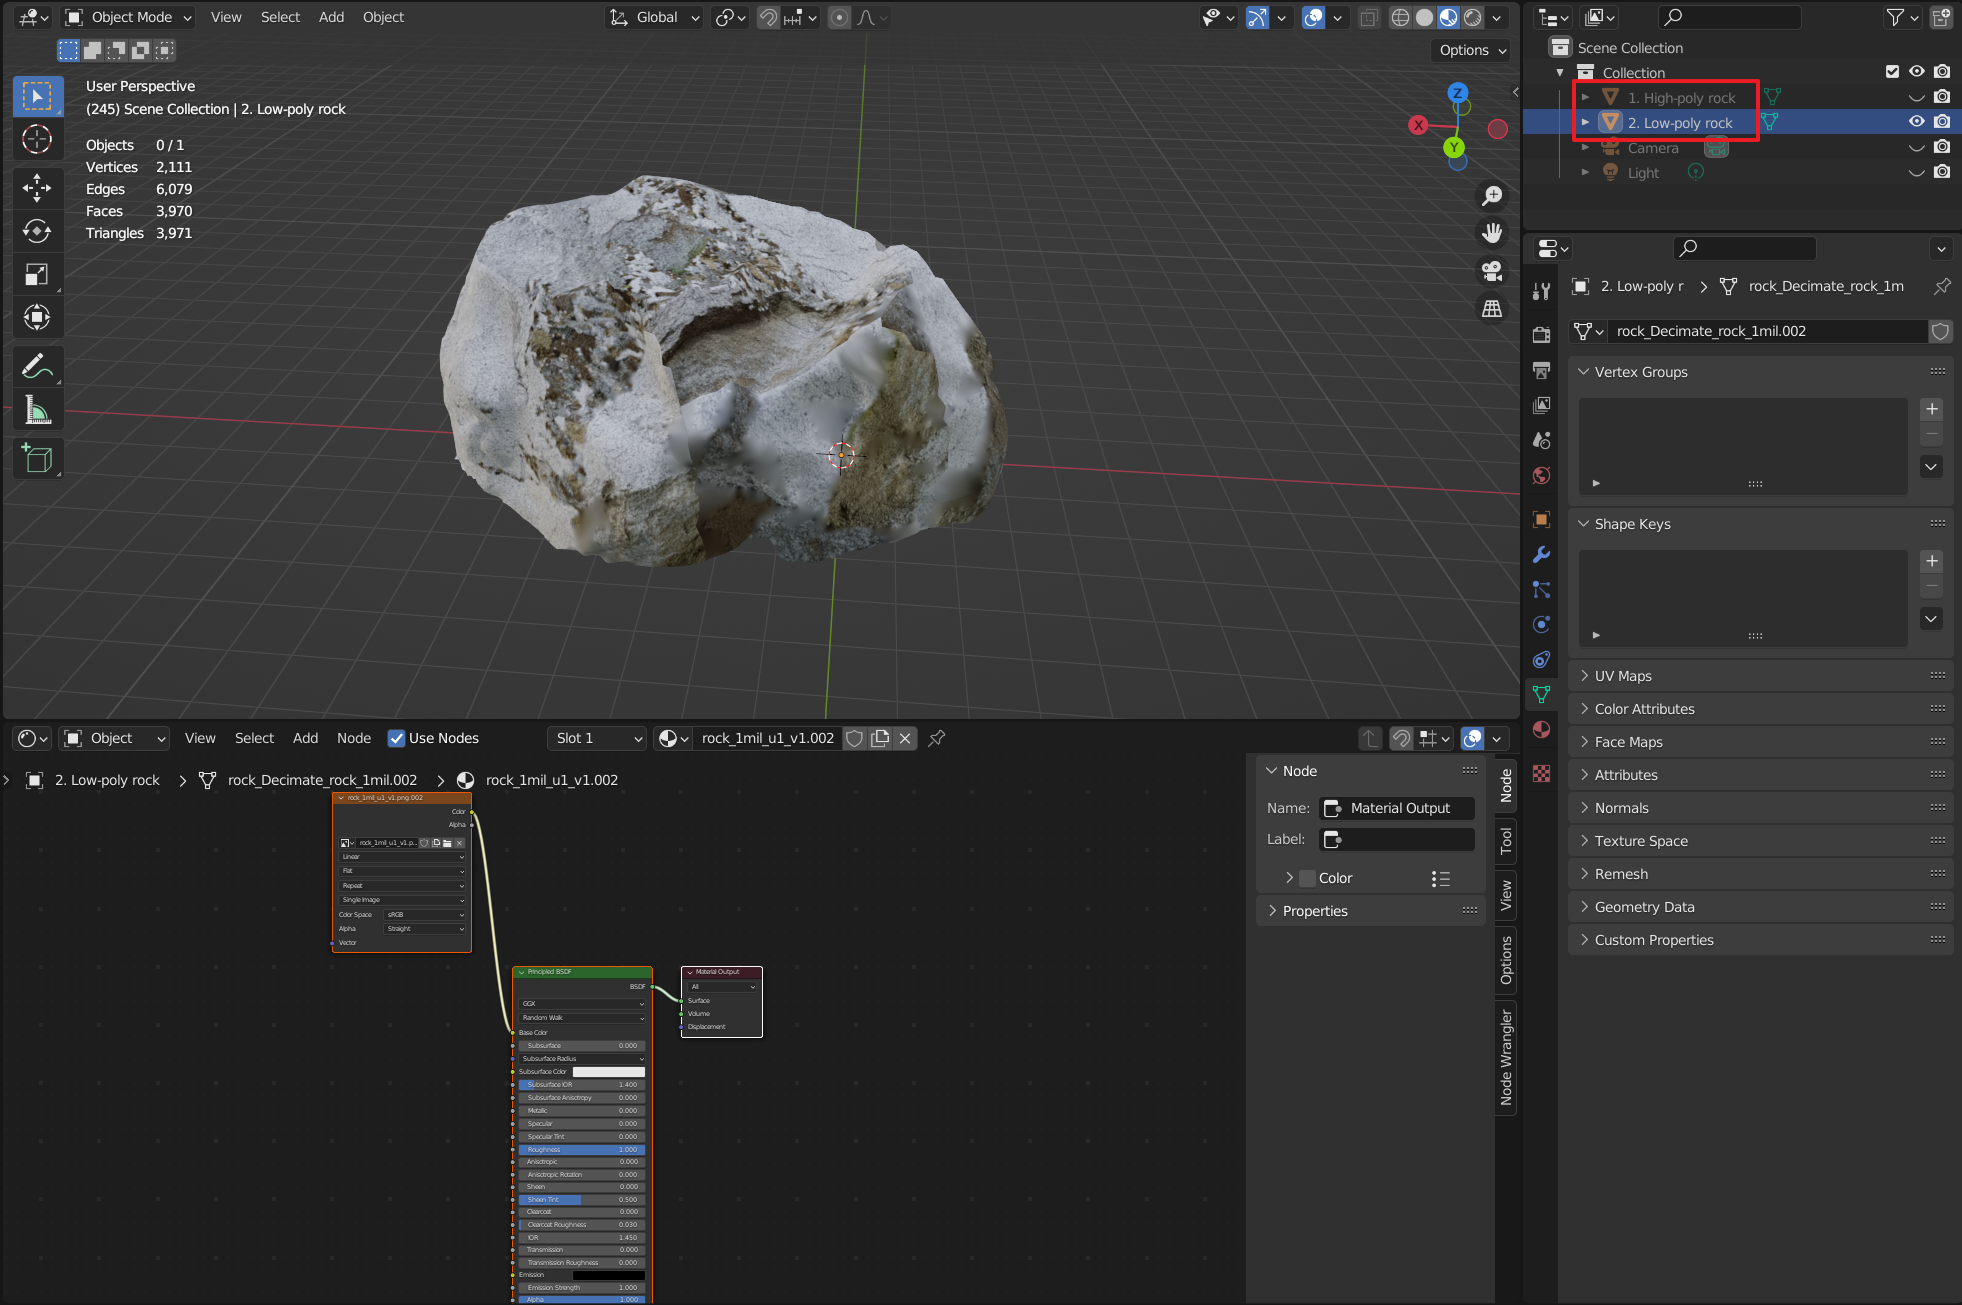 Object Mode
View
Select
Add
Object
Global
Options
User Perspective
(245) Scene Collection | 2. Low-poly rock
Objects 0 / 1
Vertices 2,111
Edges 6,079
Faces 3,970
Triangles 3,971
Z
X
Y
Scene Collection
Collection
1. High-poly rock
2. Low-poly rock
Camera
Light
2. Low-poly r
rock_Decimate_rock_1m
rock_Decimate_rock_1mil.002
Vertex Groups
Shape Keys
UV Maps
Color Attributes
Face Maps
Attributes
Normals
Texture Space
Remesh
Geometry Data
Custom Properties
Object
View
Select
Add
Node
Use Nodes
Slot 1
rock_1mil_u1_v1.002
2. Low-poly rock
rock_Decimate_rock_1mil.002
rock_1mil_u1_v1.002
rock_1mil_u1_v1.png.002
Color
Alpha
rock_1mil_u1_v1.p...
Linear
Flat
Repeat
Single Image
Color Space sRGB
Alpha Straight
Vector
Principled BSDF
BSDF
GGX
Random Walk
Base Color
Subsurface 0.000
Subsurface Radius
Subsurface Color
Subsurface IOR 1.400
Subsurface Anisotropy 0.000
Metallic 0.000
Specular 0.000
Specular Tint 0.000
Roughness 1.000
Anisotropic 0.000
Anisotropic Rotation 0.000
Sheen 0.000
Sheen Tint 0.500
Clearcoat 0.000
Clearcoat Roughness 0.030
IOR 1.450
Transmission 0.000
Transmission Roughness 0.000
Emission
Emission Strength 1.000
Alpha 1.000
Material Output
All
Surface
Volume
Displacement
Node
Name: Material Output
Label:
Color
Properties
Node
Tool
View
Options
Node Wrangler